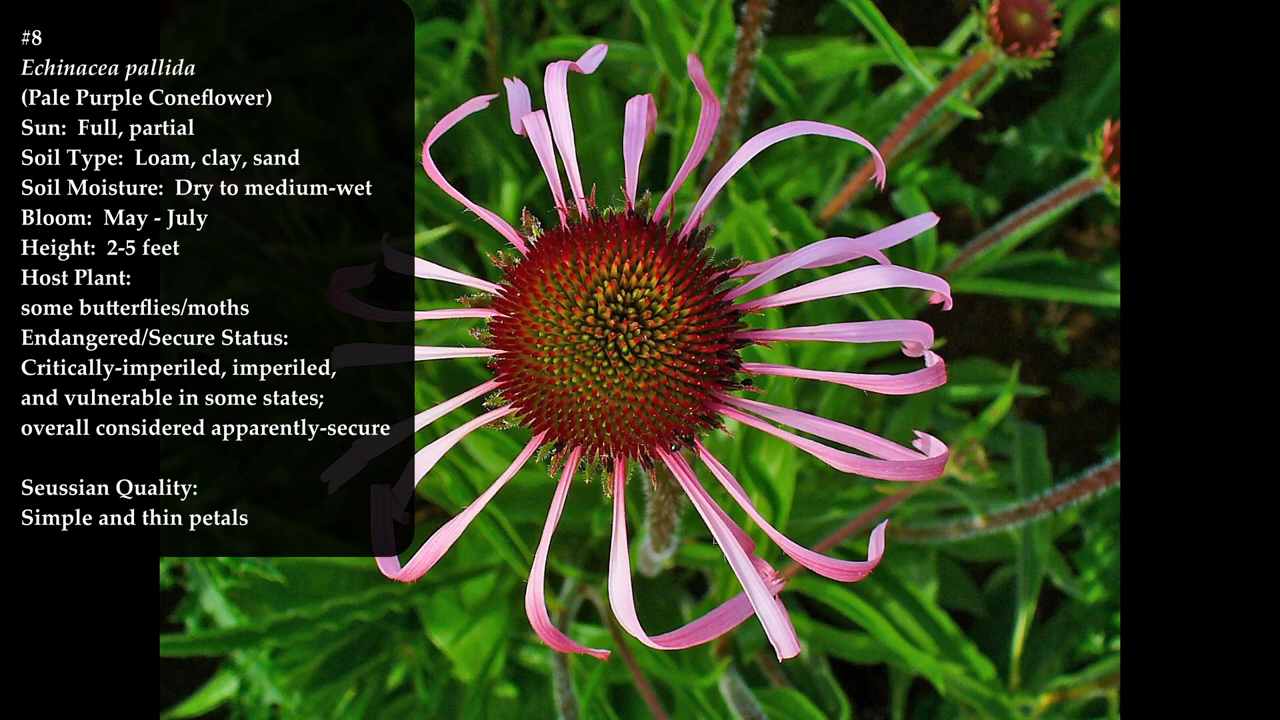 #8
Echinacea pallida
(Pale Purple Coneflower)
Sun: Full, partial
Soil Type: Loam, clay, sand
Soil Moisture: Dry to medium-wet
Bloom: May - July
Height: 2-5 feet
Host Plant:
some butterflies/moths
Endangered/Secure Status:
Critically-imperiled, imperiled,
and vulnerable in some states;
overall considered apparently-secure
Seussian Quality:
Simple and thin petals